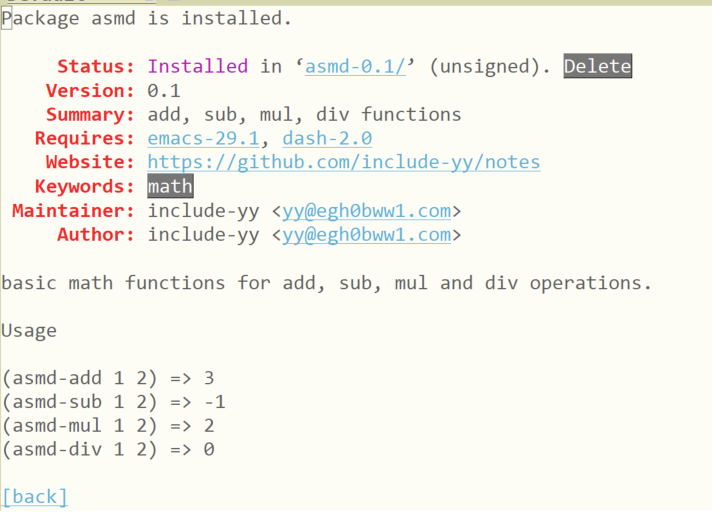 Package asmd is installed.
Status: Installed in ‘asmd-0.1/’ (unsigned). Delete
Version: 0.1
Summary: add, sub, mul, div functions
Requires: emacs-29.1, dash-2.0
Website: https://github.com/include-yy/notes
Keywords: math
Maintainer: include-yy <yy@egh0bww1.com>
Author: include-yy <yy@egh0bww1.com>
basic math functions for add, sub, mul and div operations.
Usage
(asmd-add 1 2) => 3
(asmd-sub 1 2) => -1
(asmd-mul 1 2) => 2
(asmd-div 1 2) => 0
[back]